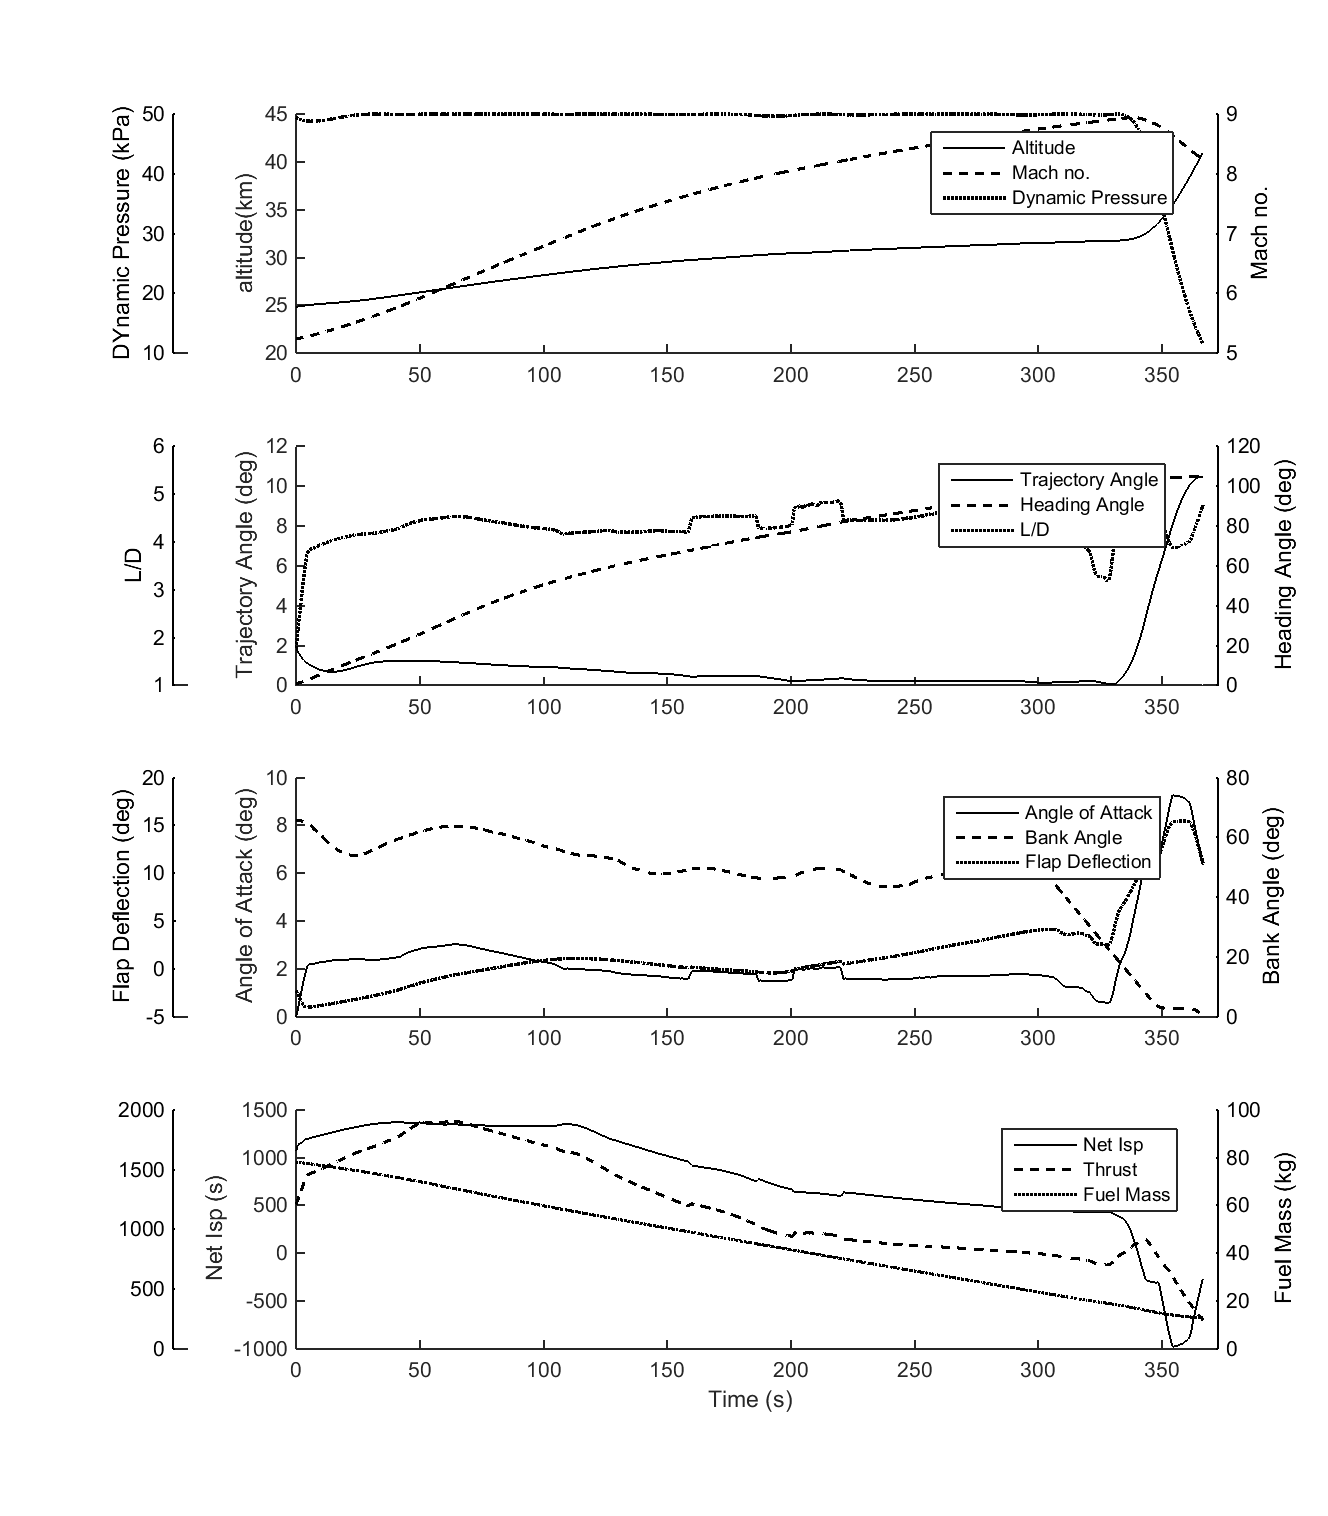 DYnamic Pressure (kPa)
50
40
30
20
10
altitude(km)
45
40
35
30
25
20
Altitude
Mach no.
Dynamic Pressure
9
8
7
6
5
Mach no.
0 50 100 150 200 250 300 350
L/D
6
5
4
3
2
1
Trajectory Angle (deg)
12
10
8
6
4
2
0
Trajectory Angle
Heading Angle
L/D
120
100
80
60
40
20
0
Heading Angle (deg)
0 50 100 150 200 250 300 350
Flap Deflection (deg)
20
15
10
5
0
-5
Angle of Attack (deg)
10
8
6
4
2
0
Angle of Attack
Bank Angle
Flap Deflection
80
60
40
20
0
Bank Angle (deg)
0 50 100 150 200 250 300 350
2000
1500
1000
500
0
Net Isp (s)
1500
1000
500
0
-500
-1000
Net Isp
Thrust
Fuel Mass
100
80
60
40
20
0
Fuel Mass (kg)
0 50 100 150 200 250 300 350
Time (s)